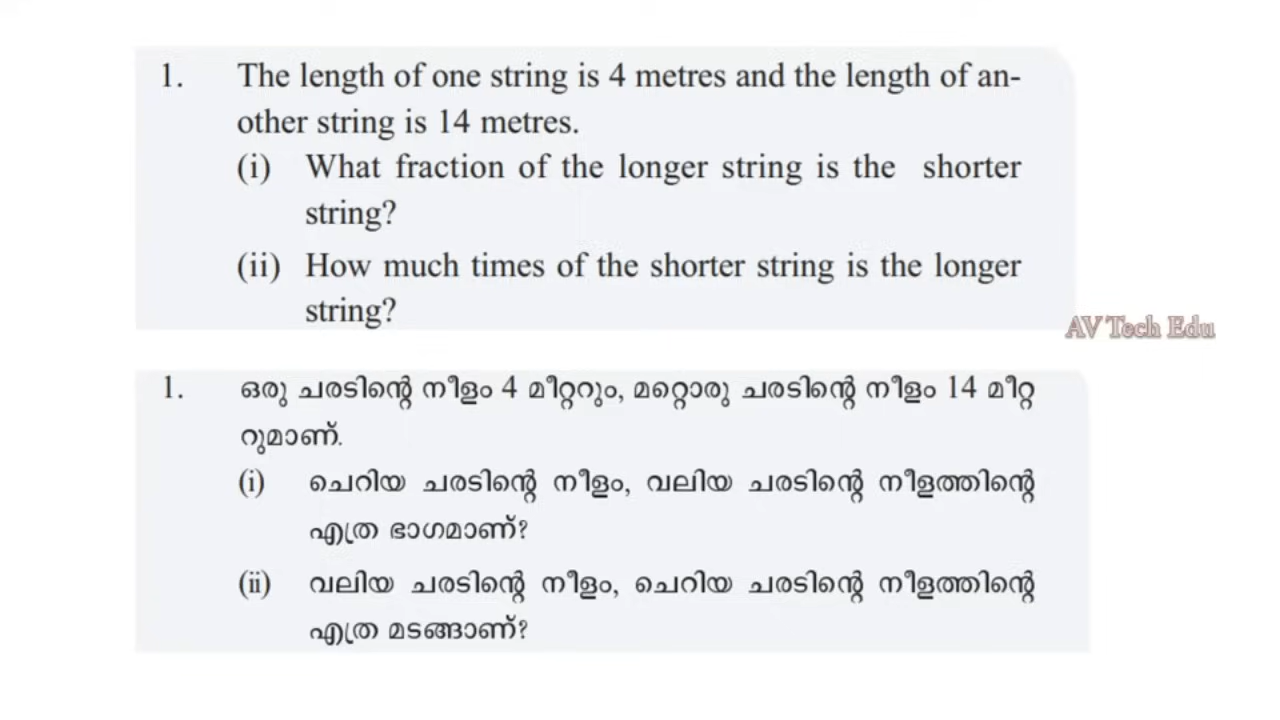 1. The length of one string is 4 metres and the length of an-
other string is 14 metres.
(i) What fraction of the longer string is the shorter
string?
(ii) How much times of the shorter string is the longer
string?
AV Tech Edu
1. ഒരു ചരടിന്റെ നീളം 4 മീറ്ററും, മറ്റൊരു ചരടിന്റെ നീളം 14 മീറ്റ
റുമാണ്.
(i) ചെറിയ ചരടിന്റെ നീളം, വലിയ ചരടിന്റെ നീളത്തിന്റെ
എത്ര ഭാഗമാണ്?
(ii) വലിയ ചരടിന്റെ നീളം, ചെറിയ ചരടിന്റെ നീളത്തിന്റെ
എത്ര മടങ്ങാണ്?